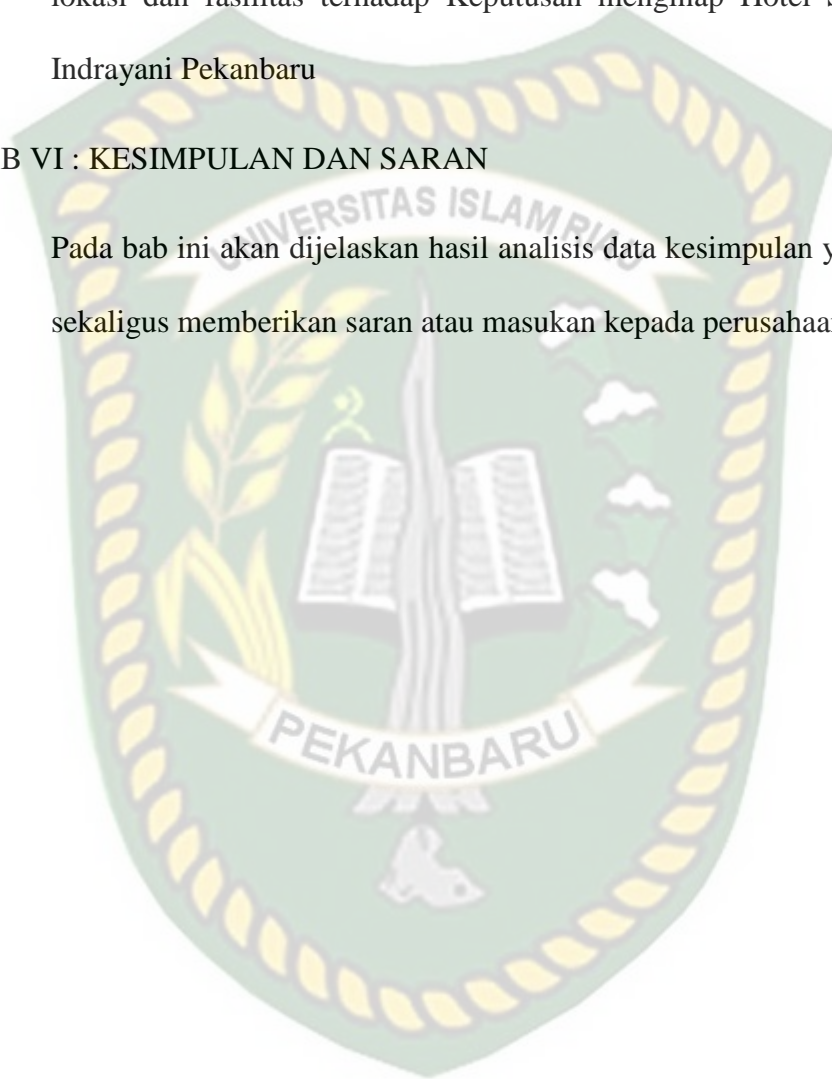 lokasi dan fasilitas terhadap Keputusan menginap Hotel
Indrayani Pekanbaru
B VI : KESIMPULAN DAN SARAN
UNIVERSITAS ISLAM RIAU
Pada bab ini akan dijelaskan hasil analisis data kesimpulan
sekaligus memberikan saran atau masukan kepada
PEKANBARU